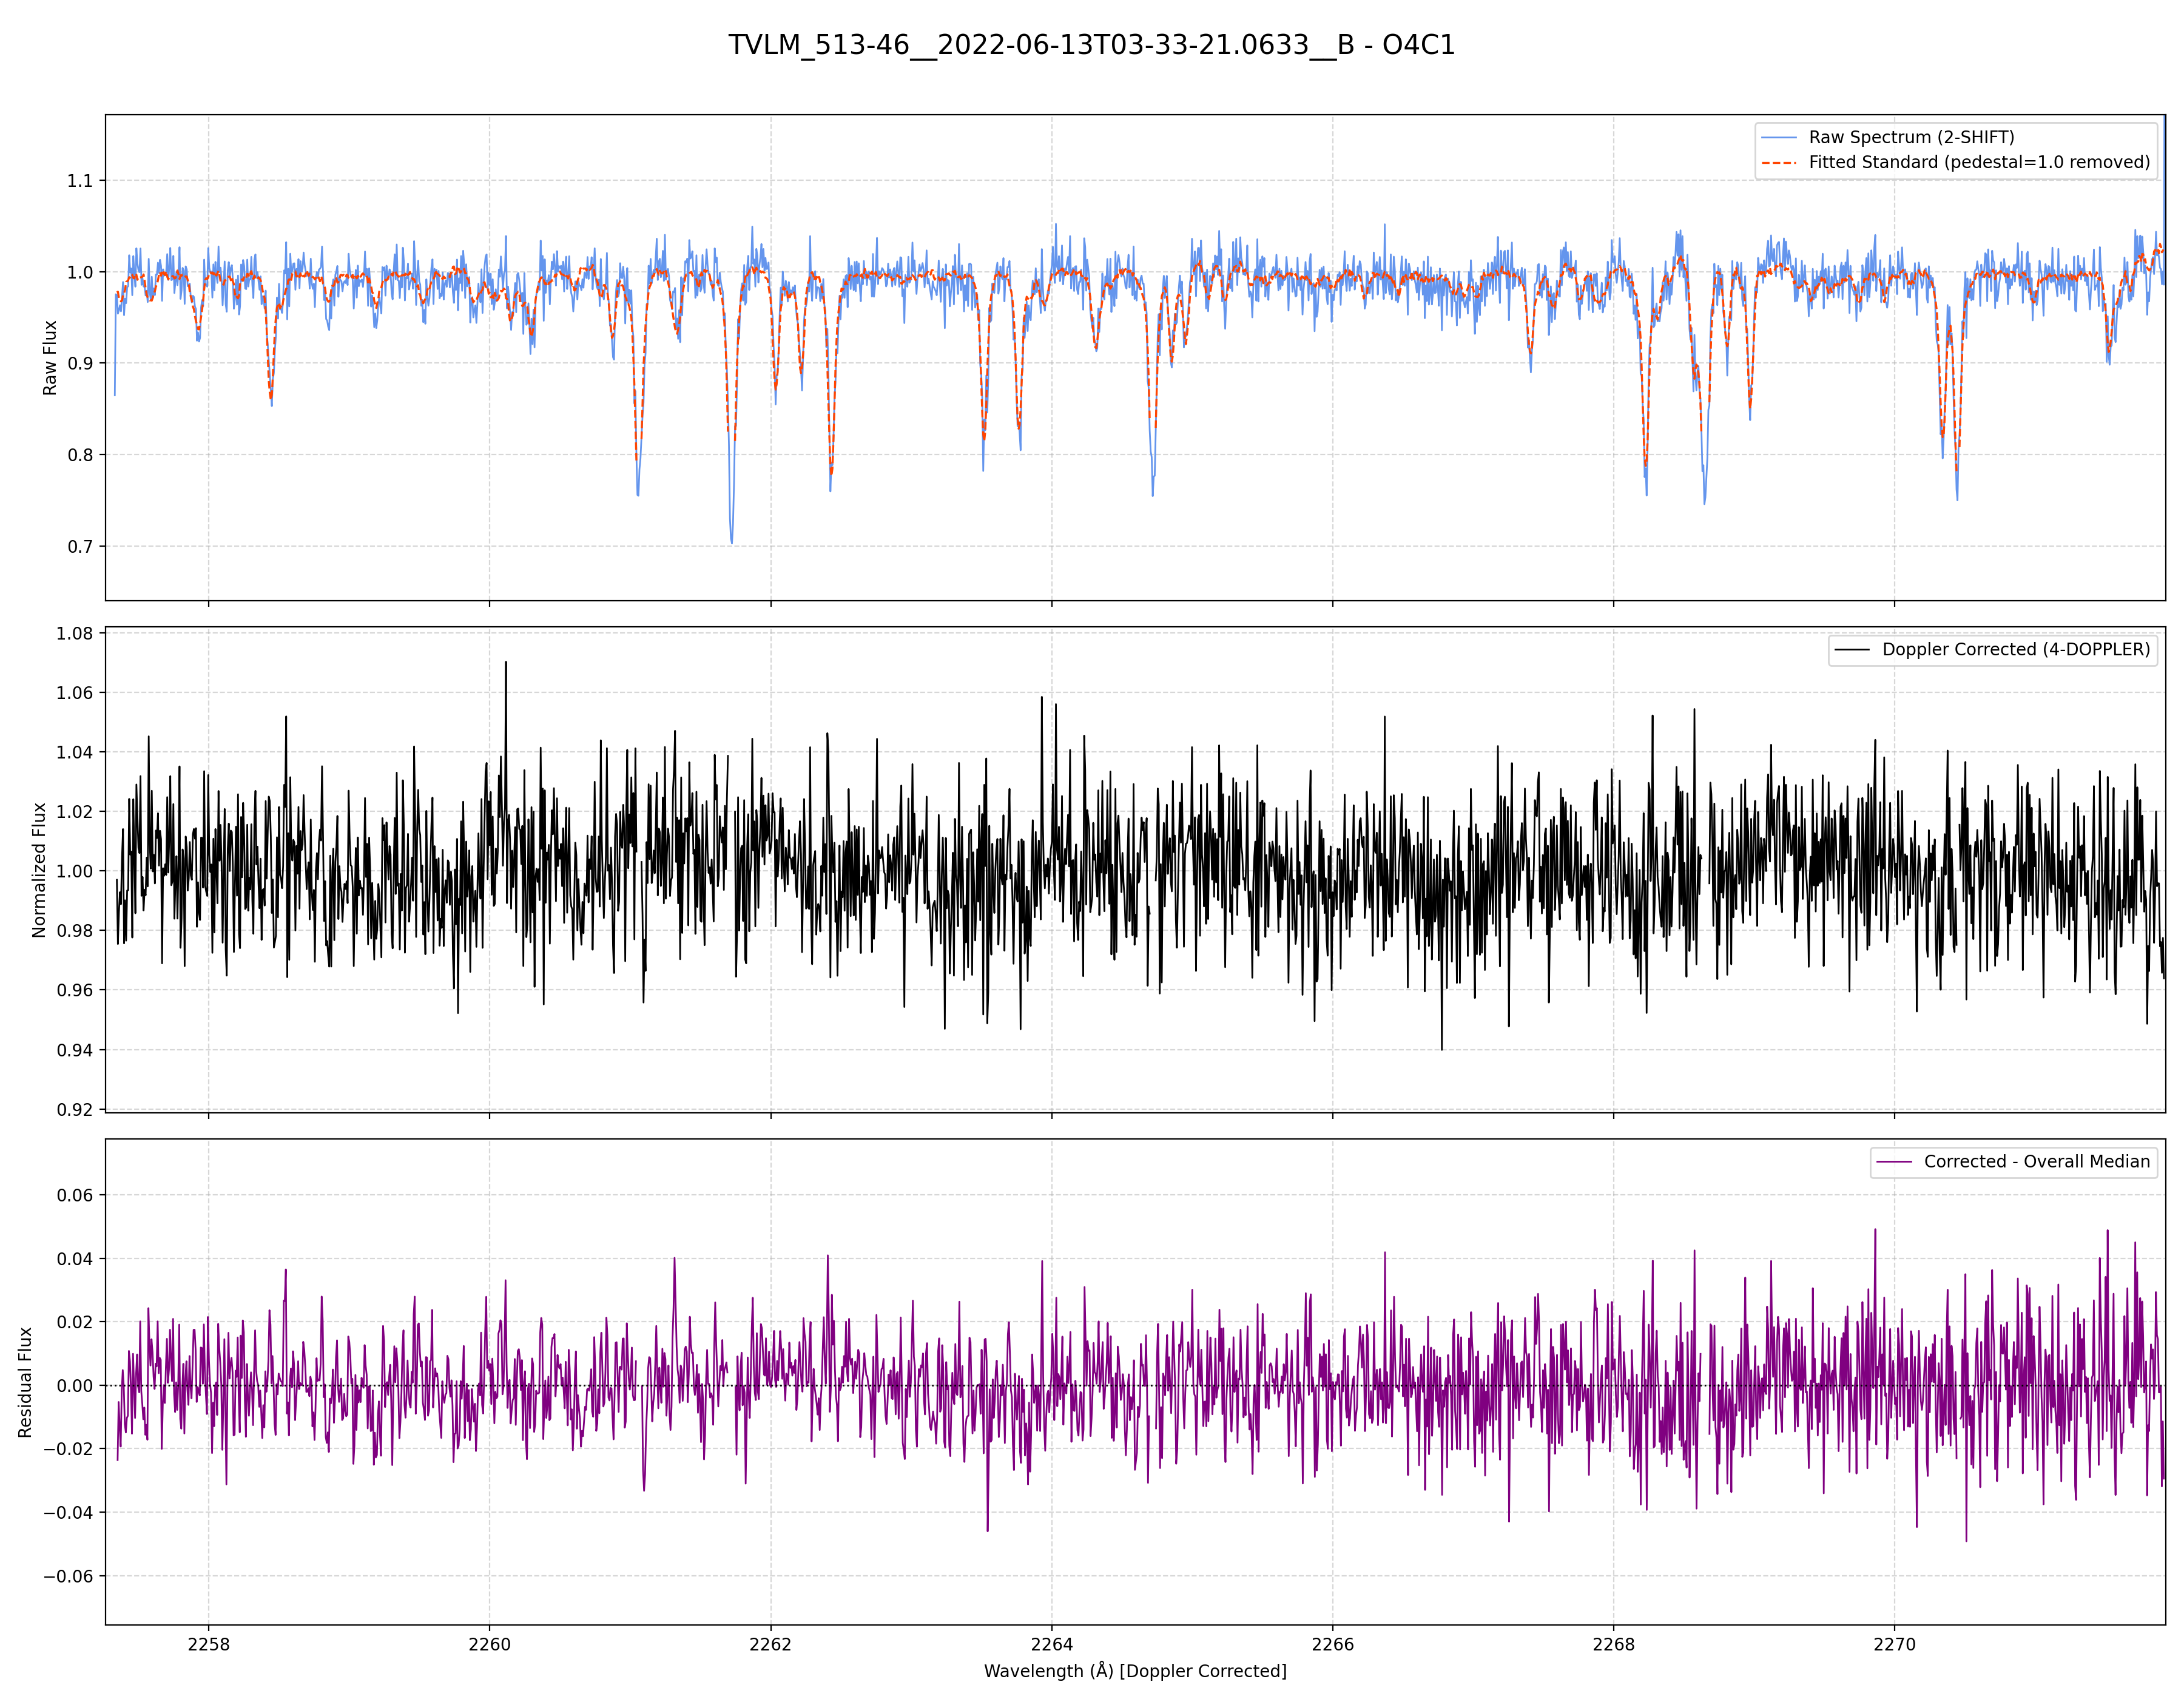 TVLM_513-46__2022-06-13T03-33-21.0633__B - O4C1
Raw Spectrum (2-SHIFT)
Fitted Standard (pedestal=1.0 removed)
1.1
1.0
0.9
0.8
0.7
Raw Flux
Doppler Corrected (4-DOPPLER)
1.08
1.06
1.04
1.02
1.00
0.98
0.96
0.94
0.92
Normalized Flux
Corrected - Overall Median
0.06
0.04
0.02
0.00
−0.02
−0.04
−0.06
Residual Flux
2258 2260 2262 2264 2266 2268 2270
Wavelength (Å) [Doppler Corrected]